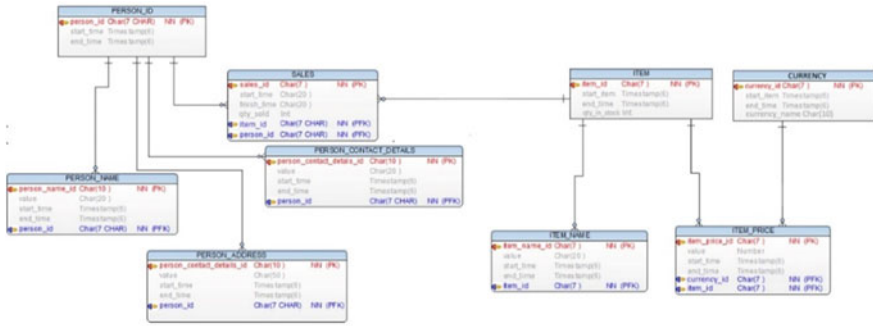 PERSON_ID
person_id Char(7 CHAR) NN (PK)
start_time Timestamp(6)
end_time Timestamp(6)
SALES
sales_id Char(7 ) NN (PK)
start_time Char(20 )
finish_time Char(20 )
qty_sold Int
item_id Char(7 CHAR) NN (PFK)
person_id Char(7 CHAR) NN (PFK)
ITEM
item_id Char(7 ) NN (PK)
start_item Timestamp(6)
end_time Timestamp(6)
qty_in_stock Int
CURRENCY
currency_id Char(7 ) NN (PK)
start_item Timestamp(6)
end_time Timestamp(6)
currency_name Char(10)
PERSON_CONTACT_DETAILS
person_contact_details_id Char(10 ) NN (PK)
value Char(20 )
start_time Timestamp(6)
end_time Timestamp(6)
person_id Char(7 CHAR) NN (PFK)
PERSON_NAME
person_name_id Char(10 ) NN (PK)
value Char(20 )
start_time Timestamp(6)
end_time Timestamp(6)
person_id Char(7 CHAR) NN (PFK)
PERSON_ADDRESS
person_contact_details_id Char(10 ) NN (PK)
value Char(50 )
start_time Timestamp(6)
end_time Timestamp(6)
person_id Char(7 CHAR) NN (PFK)
ITEM_NAME
item_name_id Char(7 ) NN (PK)
value Char(20 )
start_time Timestamp(6)
end_time Timestamp(6)
item_id Char(7 ) NN (PFK)
ITEM_PRICE
item_price_id Char(7 ) NN (PK)
value Number
start_time Timestamp(6)
end_time Timestamp(6)
currency_id Char(7 ) NN (PFK)
item_id Char(7 ) NN (PFK)